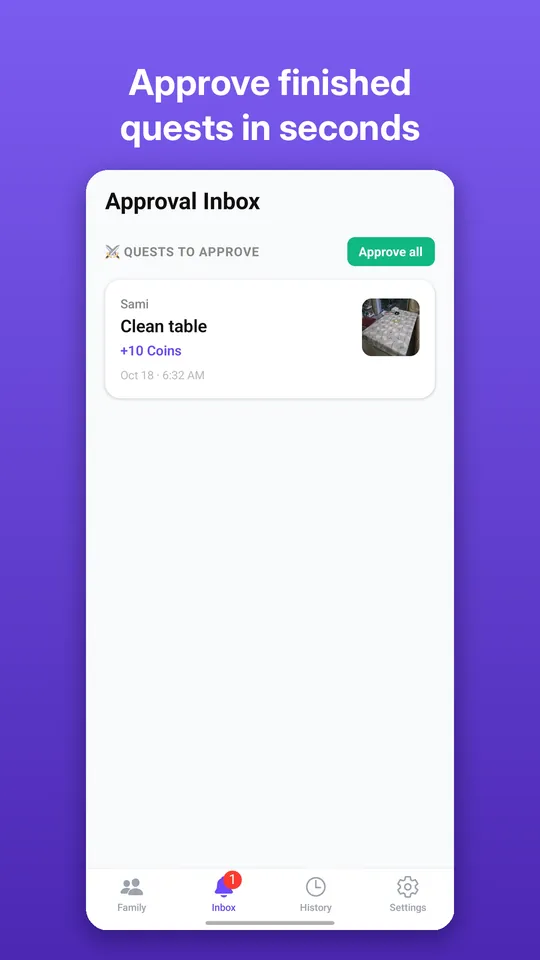 Approve finished
quests in seconds
Approval Inbox
⚔️ QUESTS TO APPROVE
Approve all
Sami
Clean table
+10 Coins
Oct 18 · 6:32 AM
1
Family
Inbox
History
Settings